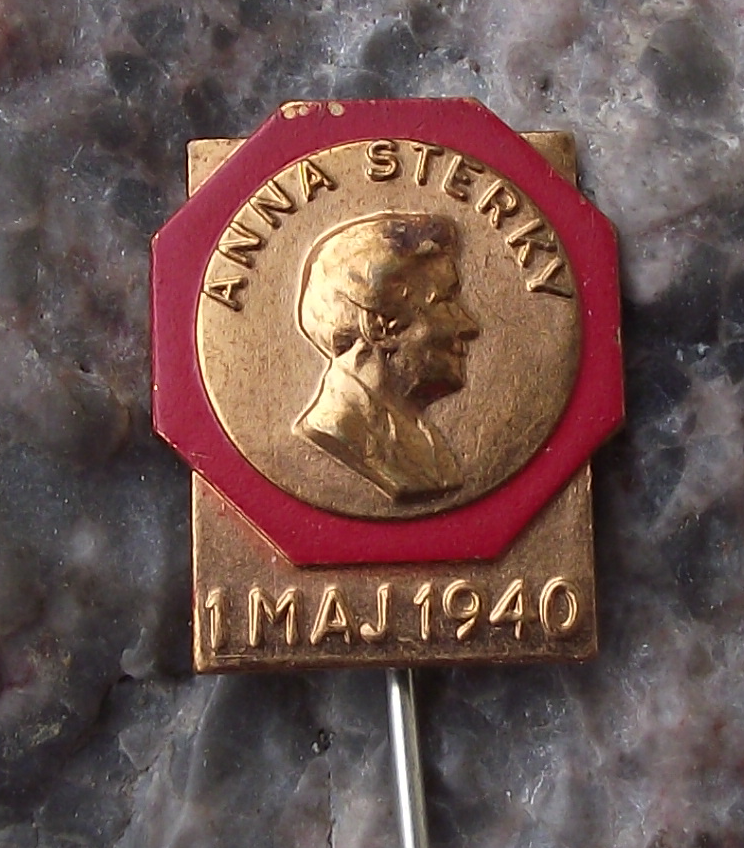 ANNA STERKY
1 MAJ 1940